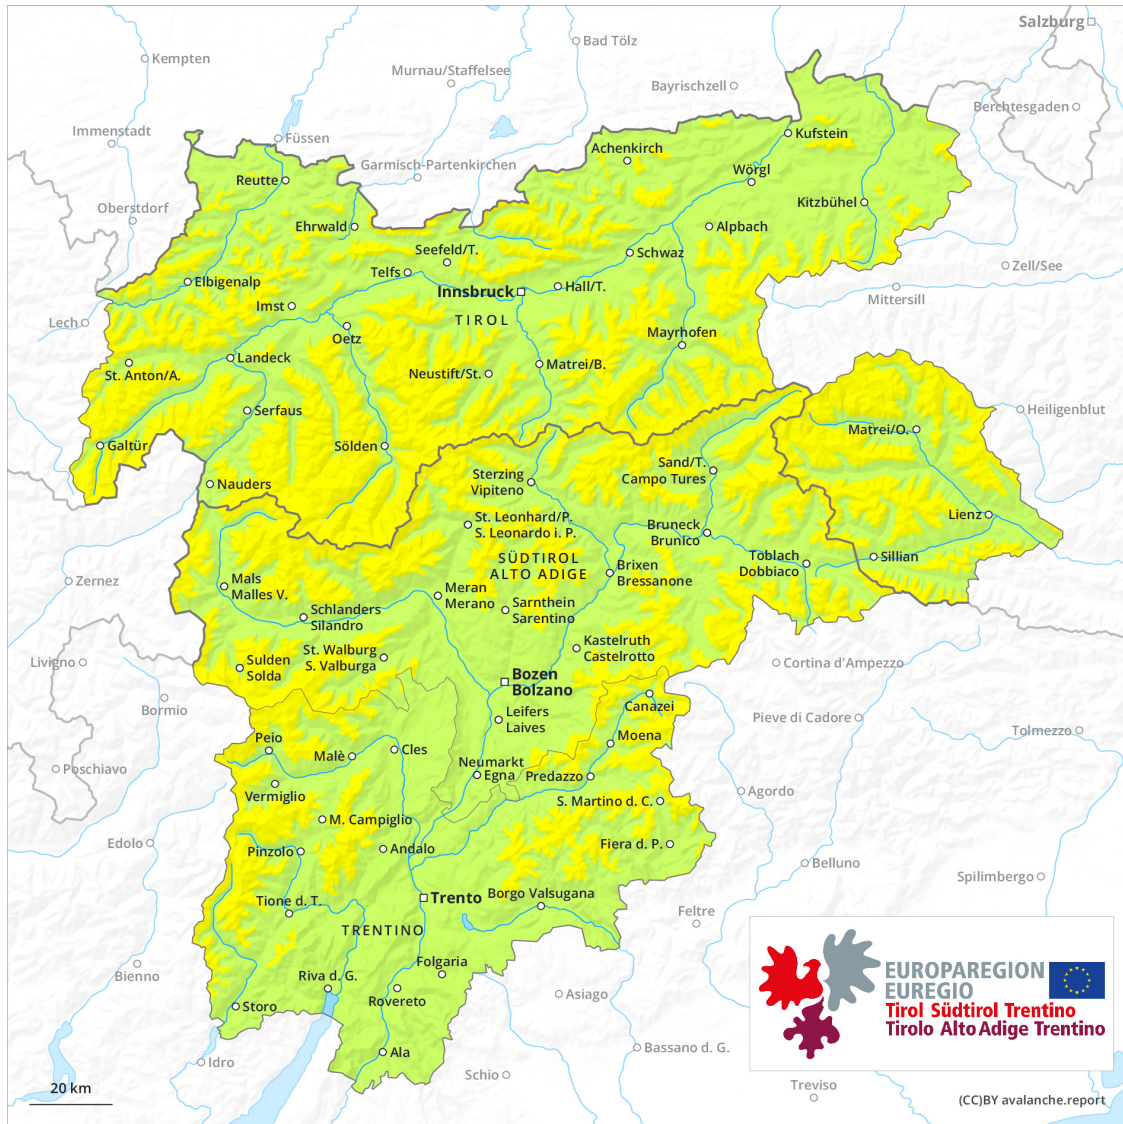 Salzburg
Bad Tölz
Kempten
Murnau/Staffelsee
Bayrischzell
Berchtesgaden
Immenstadt
Füssen
Kufstein
Achenkirch
Garmisch-Partenkirchen
Wörgl
Reutte
Oberstdorf
Kitzbühel
Ehrwald
Alpbach
Seefeld/T.
Schwaz
Telfs
Zell/See
Elbigenalp
Innsbruck
Hall/T.
Mittersill
Imst
Lech
TIROL
Oetz
Mayrhofen
Landeck
St. Anton/A.
Neustift/St.
Matrei/B.
Serfaus
Heiligenblut
Matrei/O.
Galtür
Sölden
Sterzing
Vipiteno
Sand/T.
Campo Tures
Nauders
St. Leonhard/P.
S. Leonardo i. P.
Lienz
Bruneck
Brunico
SÜDTIROL
ALTO ADIGE
Toblach
Dobbiaco
Sillian
Brixen
Bressanone
Zernez
Mals
Malles V.
Meran
Merano
Schlanders
Silandro
Sarnthein
Sarentino
Kastelruth
Castelrotto
St. Walburg
S. Valburga
Livigno
Sulden
Solda
Cortina d'Ampezzo
Bozen
Bolzano
Bormio
Canazei
Leifers
Laives
Pieve di Cadore
Tolmezzo
Peio
Moena
Malè
Cles
Poschiavo
Neumarkt
Egna
Predazzo
Vermiglio
Agordo
S. Martino d. C.
M. Campiglio
Edolo
Pinzolo
Andalo
Fiera d. P.
Belluno
Spilimbergo
Tione d. T.
Trento
Borgo Valsugana
Feltre
TRENTINO
Folgaria
Bienno
Riva d. G.
Rovereto
Asiago
Storo
EUROPAREGION
EUREGIO
Tirol Südtirol Trentino
Tirolo Alto Adige Trentino
Ala
Idro
Bassano d. G.
Schio
Treviso
20 km
(CC)BY avalanche.report